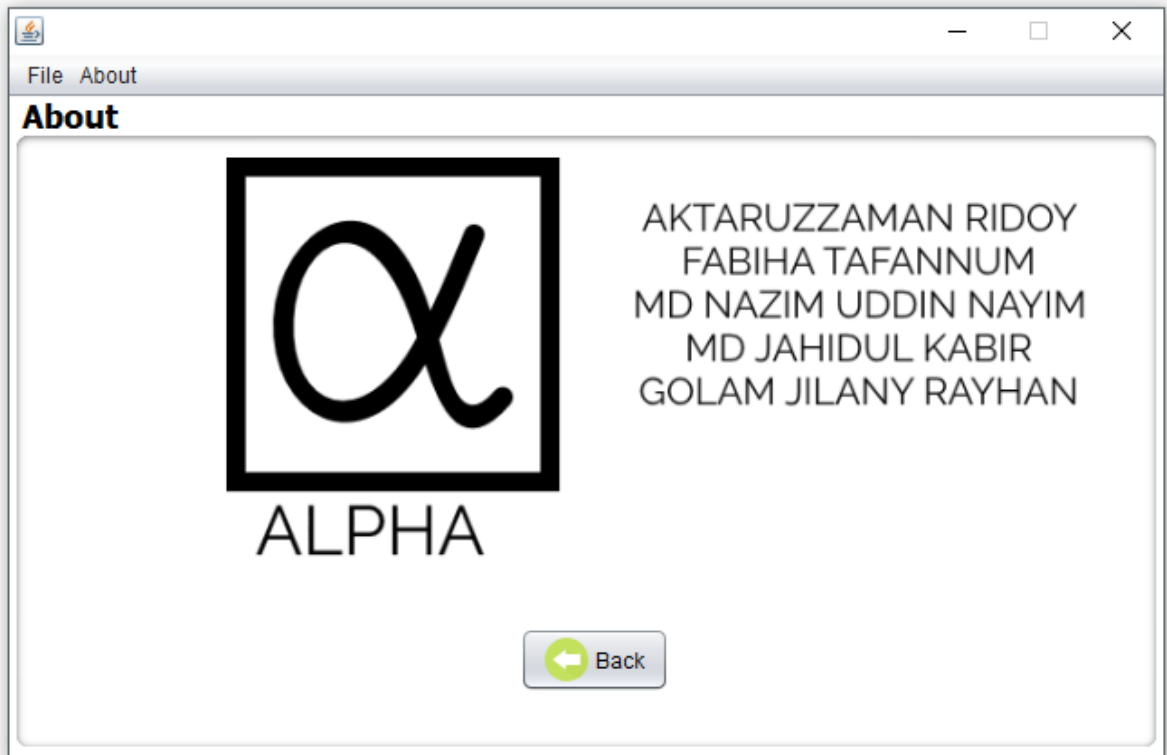 File About
About
α
ALPHA
AKTARUZZAMAN RIDOY
FABIHA TAFANNUM
MD NAZIM UDDIN NAYIM
MD JAHIDUL KABIR
GOLAM JILANY RAYHAN
Back